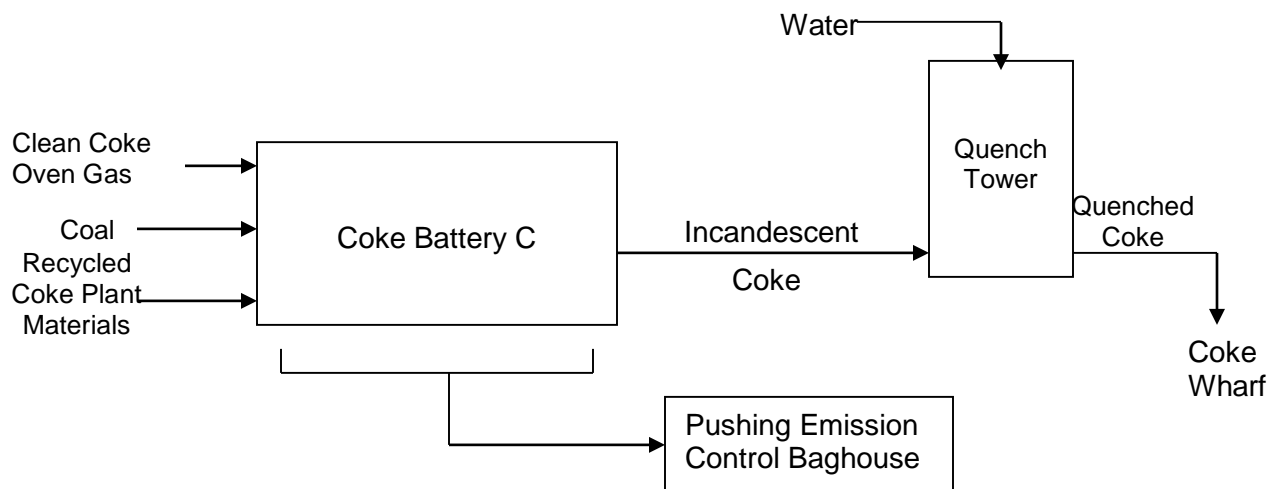 Water
Clean Coke
Oven Gas
Coal
Recycled
Coke Plant
Materials
Coke Battery C
Incandescent
Coke
Quench
Tower
Quenched
Coke
Coke
Wharf
Pushing Emission
Control Baghouse